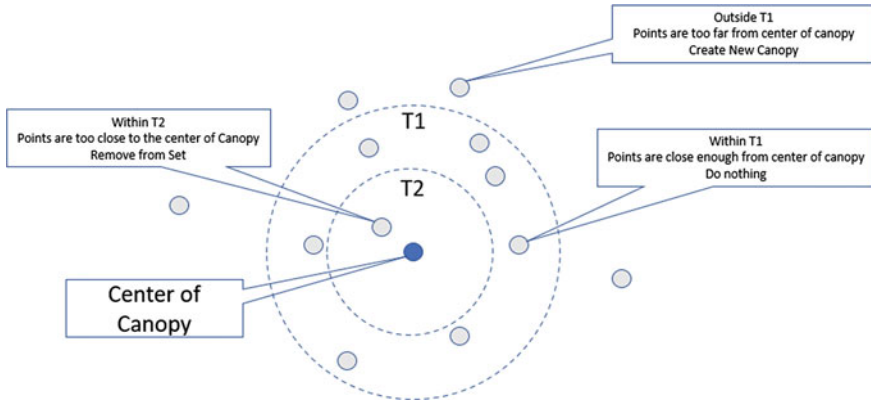 Outside T1
Points are too far from center of canopy
Create New Canopy
Within T2
Points are too close to the center of Canopy
Remove from Set
T1
Within T1
Points are close enough from center of canopy
Do nothing
T2
Center of
Canopy